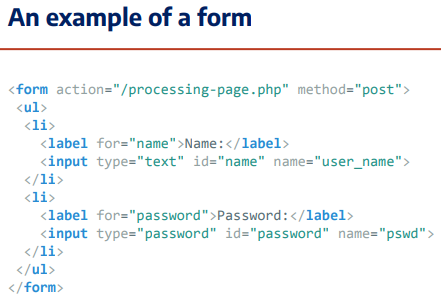 An example of a form
<form action="/processing-page.php" method="post">
 <ul>
  <li>
    <label for="name">Name:</label>
    <input type="text" id="name" name="user_name">
  </li>
  <li>
    <label for="password">Password:</label>
    <input type="password" id="password" name="pswd">
  </li>
 </ul>
</form>